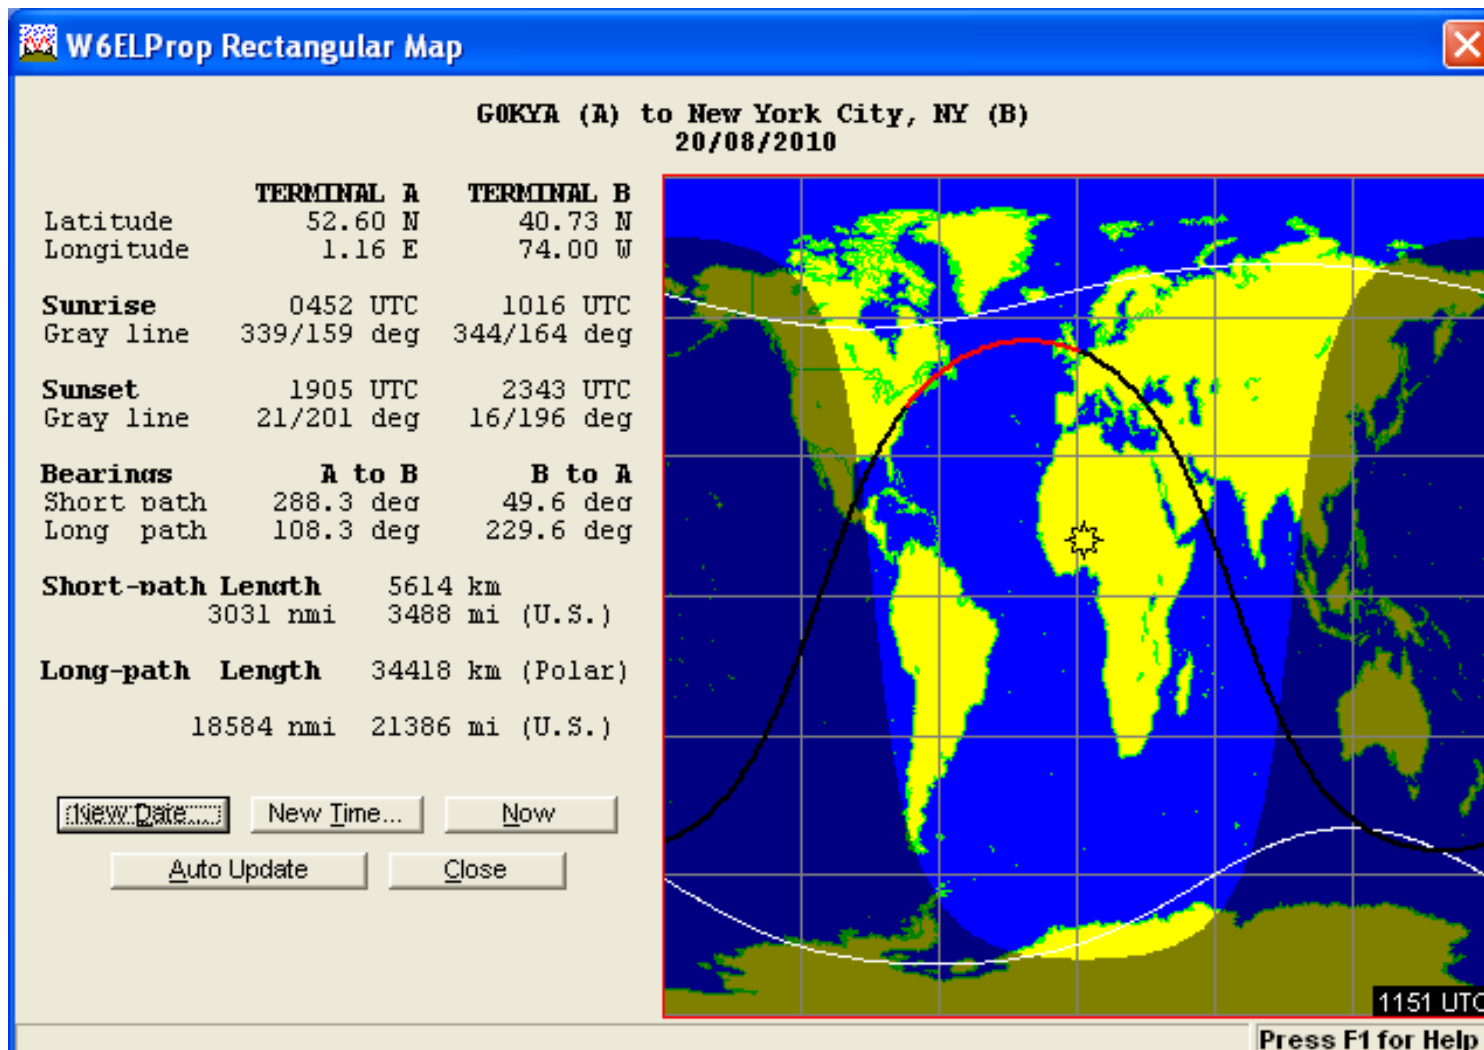 W6ELProp Rectangular Map
G0KYA (A) to New York City, NY (B)
20/08/2010
TERMINAL A TERMINAL B
Latitude 52.60 N 40.73 N
Longitude 1.16 E 74.00 W
Sunrise 0452 UTC 1016 UTC
Gray line 339/159 deg 344/164 deg
Sunset 1905 UTC 2343 UTC
Gray line 21/201 deg 16/196 deg
Bearings A to B B to A
Short path 288.3 deg 49.6 deg
Long path 108.3 deg 229.6 deg
Short-path Length 5614 km
3031 nmi 3488 mi (U.S.)
Long-path Length 34418 km (Polar)
18584 nmi 21386 mi (U.S.)
New Date... New Time... Now
Auto Update Close
1151 UTC
Press F1 for Help